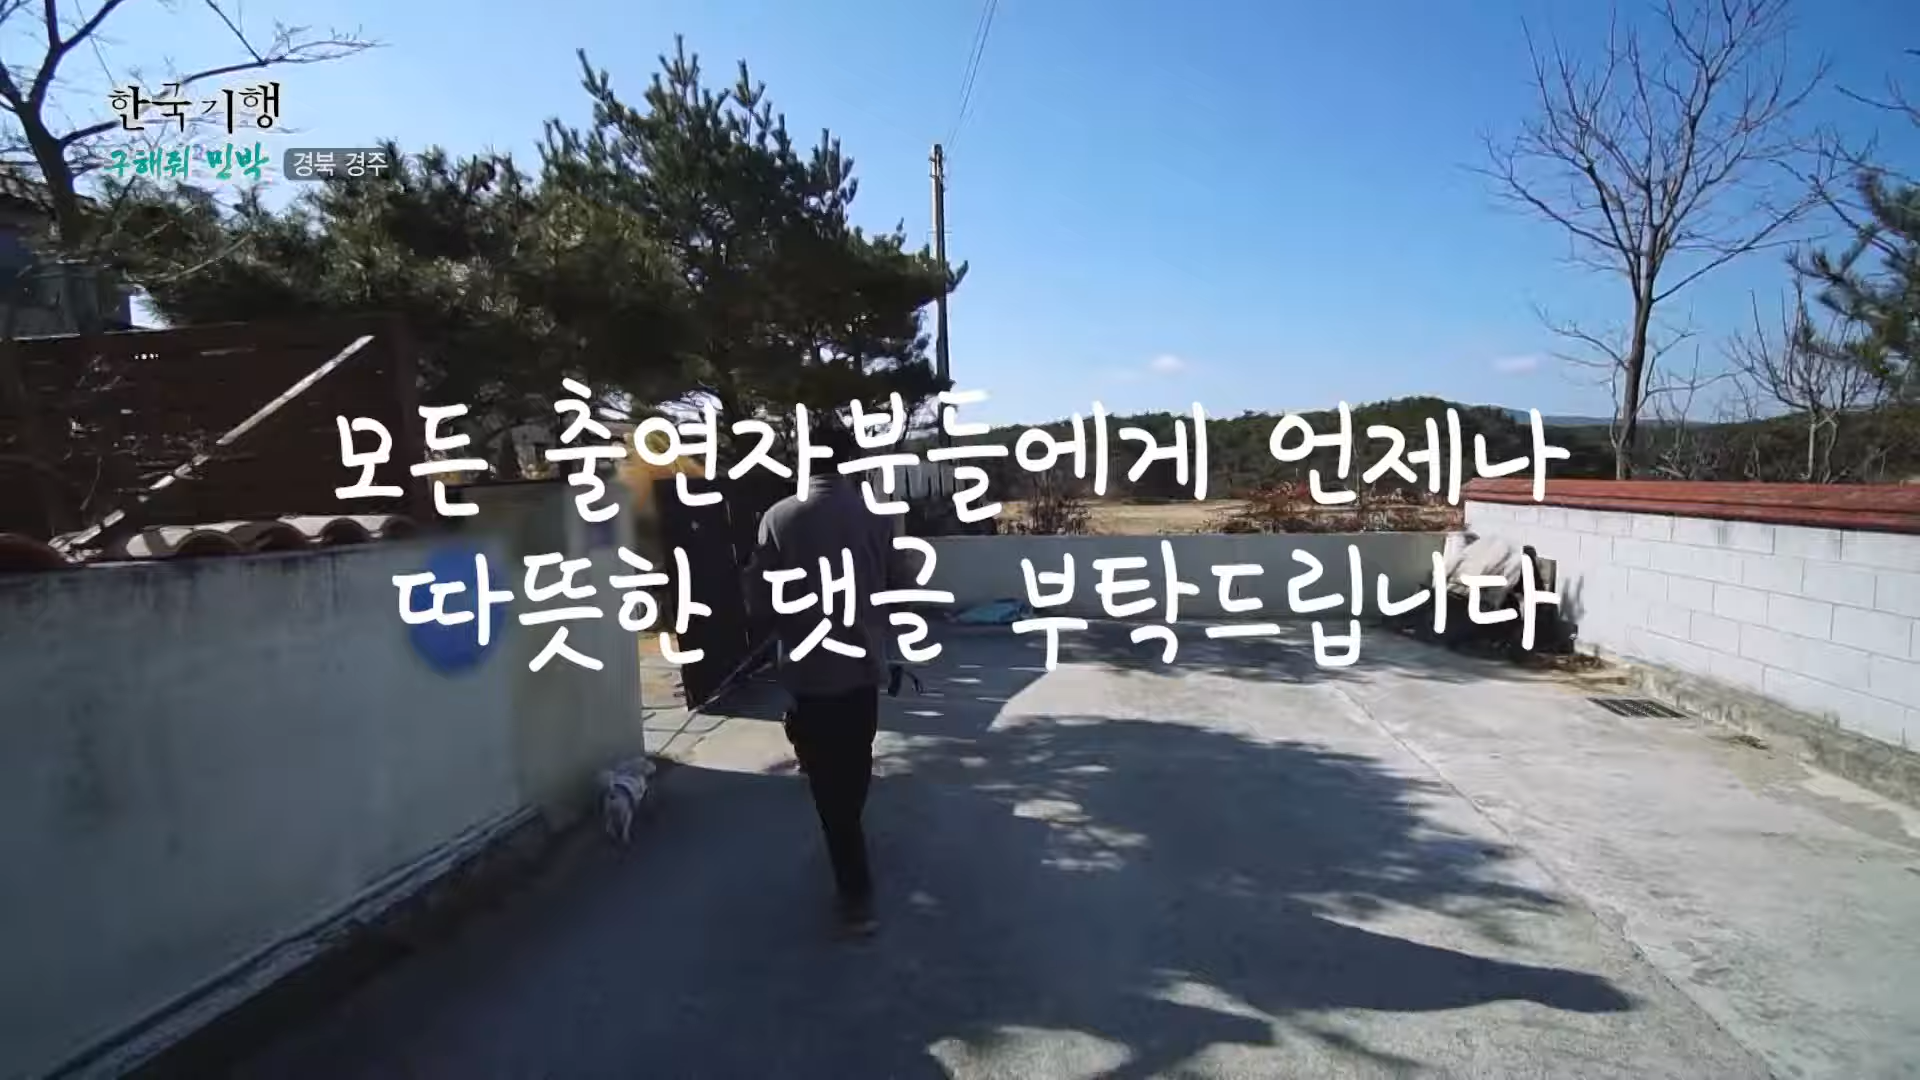 한국기행
구해줘 민박 경북 경주
모든 출연자분들에게 언제나
따뜻한 댓글 부탁드립니다